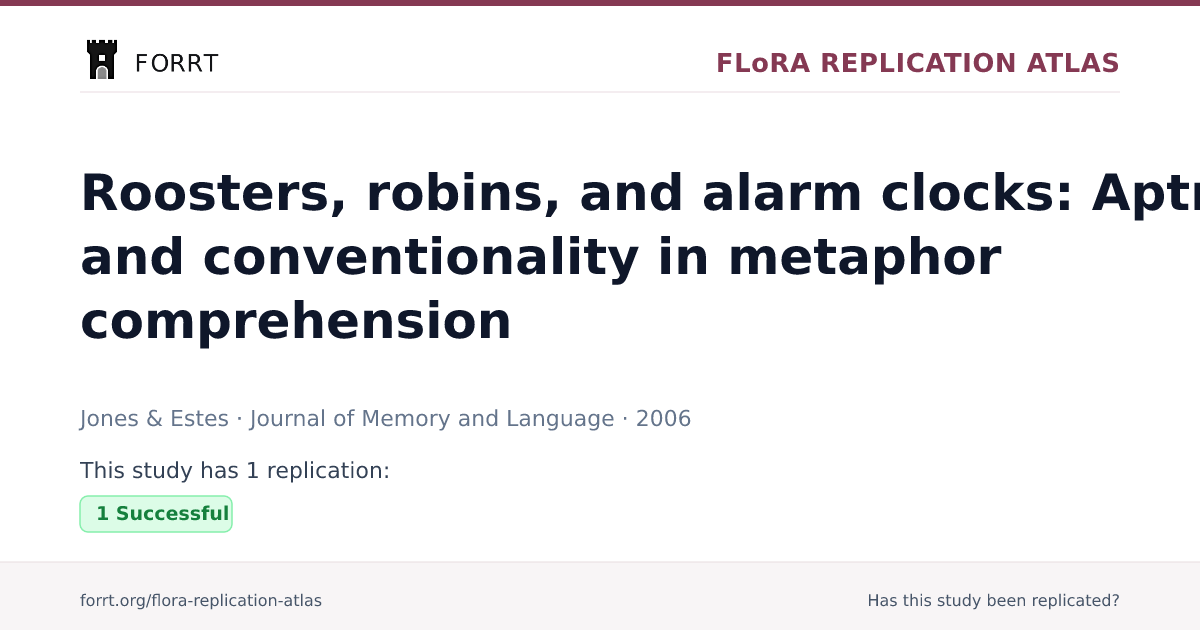 FORRT
FLoRA REPLICATION ATLAS
Roosters, robins, and alarm clocks:
and conventionality in metaphor
comprehension
Jones & Estes · Journal of Memory and Language · 2006
This study has 1 replication:
1 Successful
forrt.org/flora-replication-atlas
Has this study been replicated?